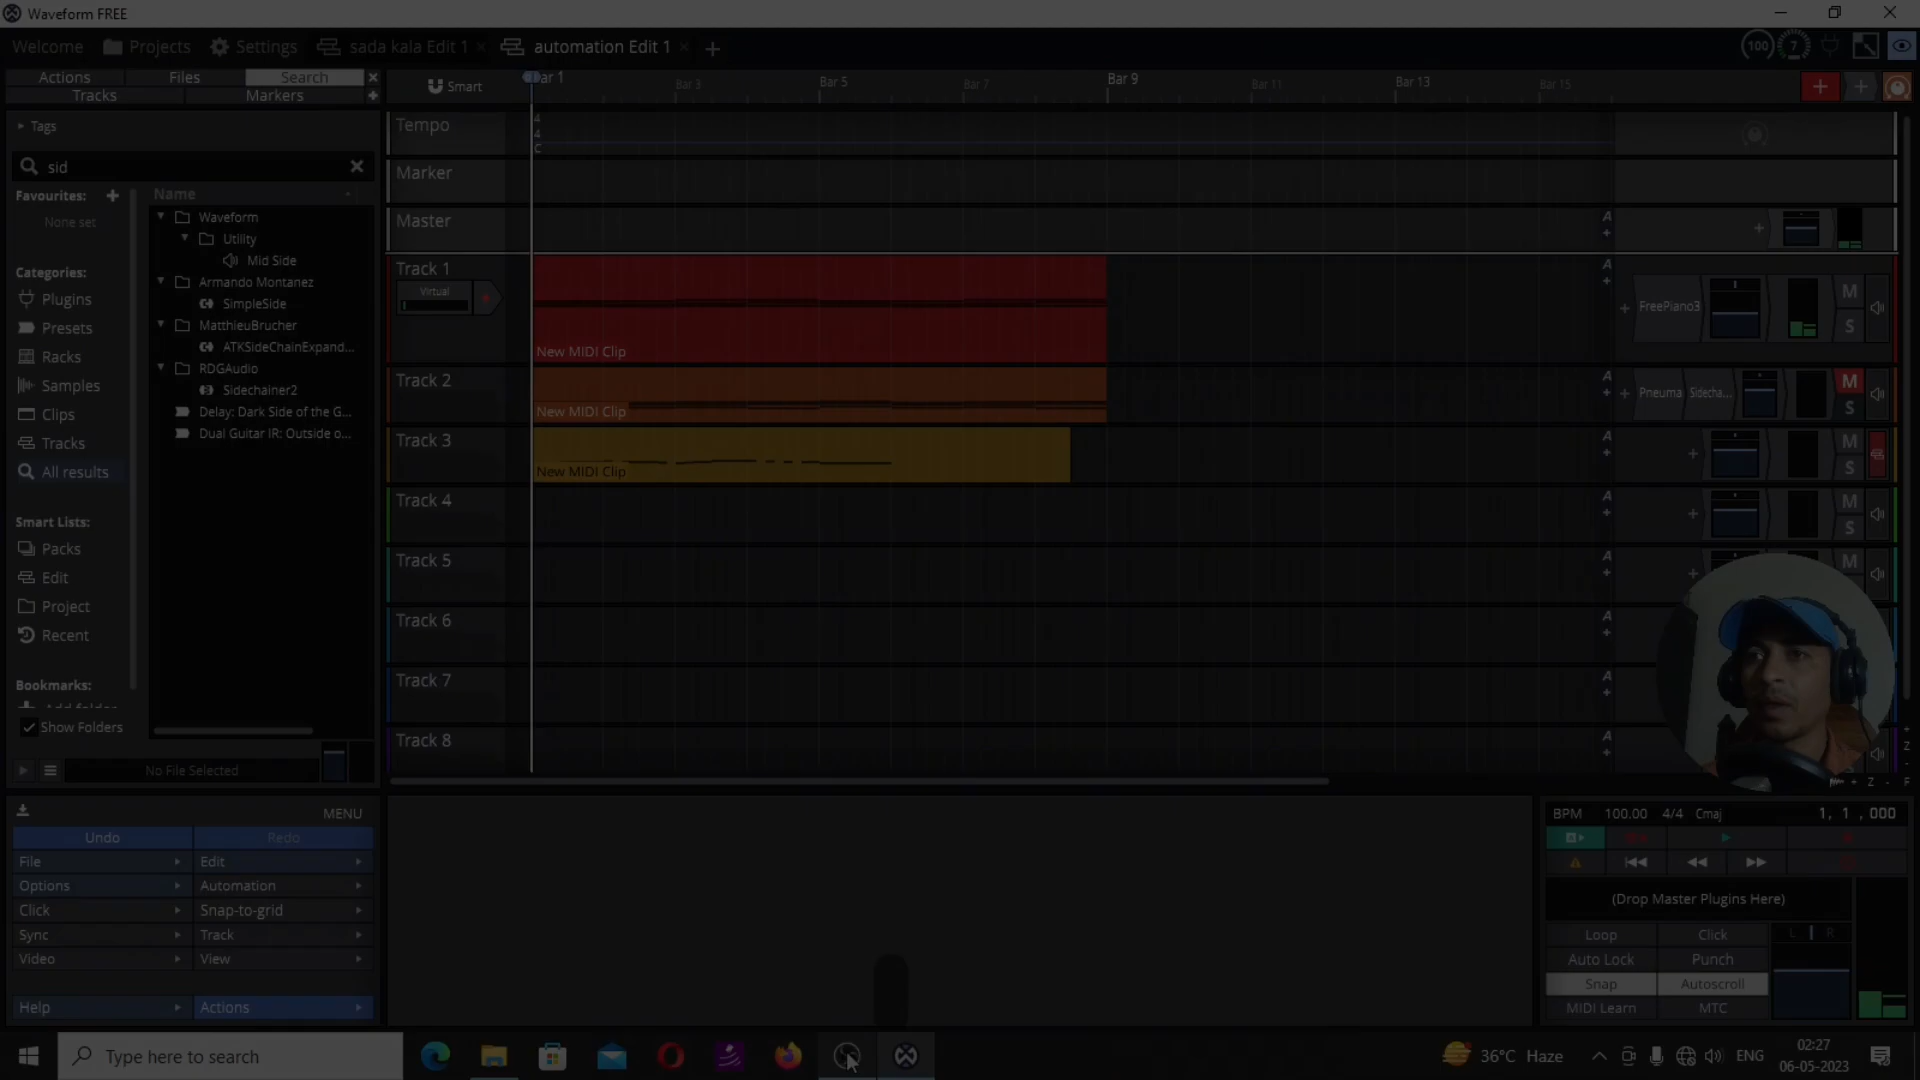 Waveform FREE
Welcome Projects Settings sada kala Edit 1 × automation Edit 1 ×
Actions Files Search
Tracks Markers
Smart
Bar 1 Bar 3 Bar 5 Bar 7 Bar 9 Bar 11 Bar 13 Bar 15
100 7
Tags
sid
Favourites: +
None set
Categories:
Plugins
Presets
Racks
Samples
Clips
Tracks
All results
Smart Lists:
Packs
Edit
Project
Recent
Bookmarks:
Add folder
Show Folders
Name
Waveform
Utility
Mid Side
Armando Montanez
SimpleSide
MatthieuBrucher
ATKSideChainExpand...
RDGAudio
Sidechainer2
Delay: Dark Side of the G...
Dual Guitar IR: Outside o...
No File Selected
Tempo
4
4
C
Marker
Master
A
Track 1
Virtual
New MIDI Clip
A
FreePiano3
M
S
Track 2
New MIDI Clip
A
Pneuma Sidecha...
M
S
Track 3
New MIDI Clip
A
M
S
Track 4
A
M
S
Track 5
A
M
Track 6
A
Track 7
A
Track 8
A
MENU
Undo Redo
File Edit
Options Automation
Click Snap-to-grid
Sync Track
Video View
Help Actions
BPM 100.00 4/4 Cmaj 1, 1 ,000
(Drop Master Plugins Here)
Loop Click
Auto Lock Punch
Snap Autoscroll
MIDI Learn MTC
L R
Type here to search
36°C Haze
ENG
02:27
06-05-2023